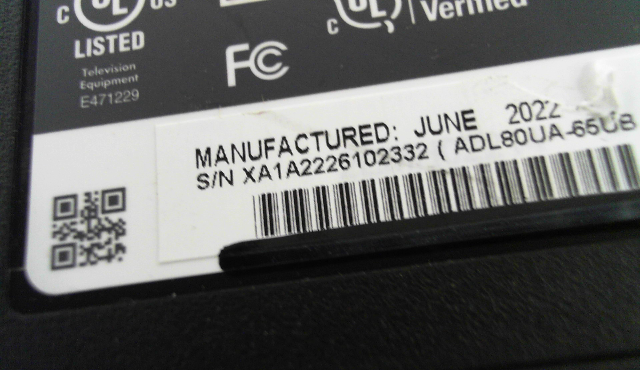 C UL US
LISTED
Television
Equipment
E471229
FC
C UL
Verified
MANUFACTURED: JUNE 2022
S/N XA1A2226102332 ( ADL80UA-65UB